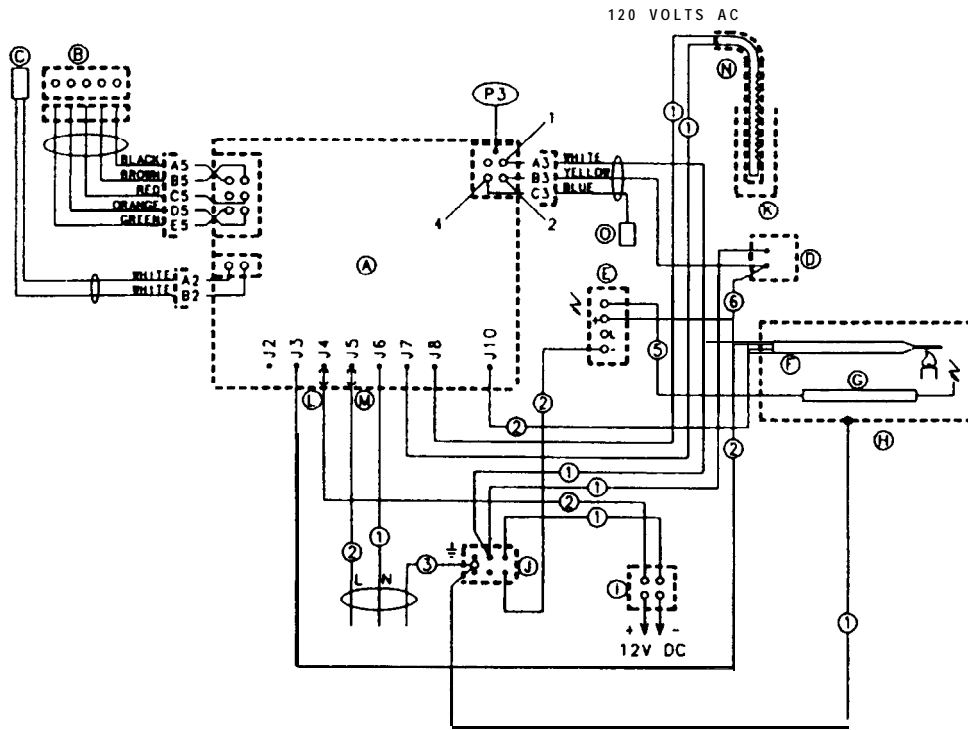 120 VOLTS AC
C
B
N
P3
1
1
1
BLACK
A5
BROWN
B5
RED
C5
ORANGE
D5
GREEN
E5
A3 WHITE
B3 YELLOW
C3 BLUE
4
2
K
O
A
E
D
WHITE A2
WHITE B2
6
+
L
-
5
F
G
H
J2
J3
J4
J5
J6
J7
J8
J10
L
M
2
2
2
1
1
2
1
2
1
3
J
I
L N
+ -
12V DC
1